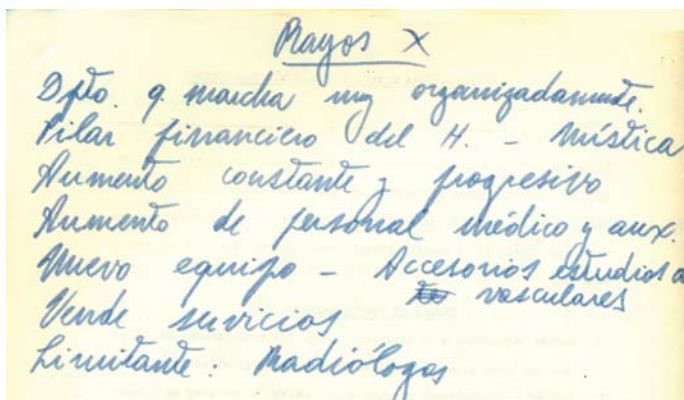 Rayos X
Dpto. q. marcha muy organizadamente.
Pilar financiero del H. - Mística
Aumento constante y progresivo
Aumento de personal médico y aux.
Nuevo equipo - Accesorios estudios
vasculares
Vende servicios
Limitante: Radiólogos